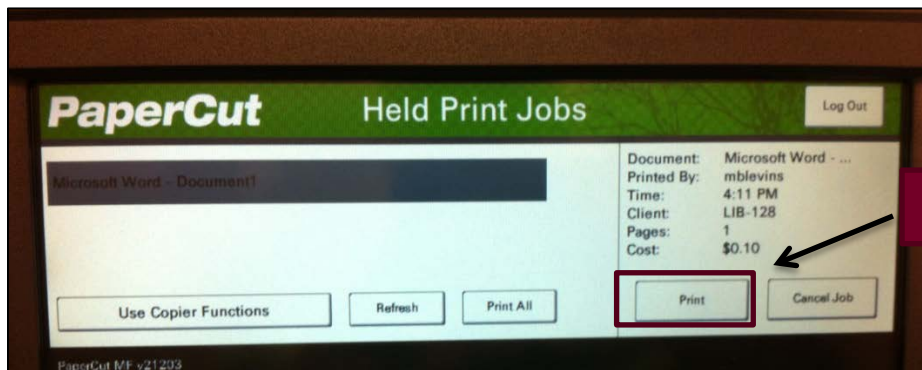 PaperCut Held Print Jobs Log Out
Microsoft Word - Document1
Document: Microsoft Word - ...
Printed By: mblevins
Time: 4:11 PM
Client: LIB-128
Pages: 1
Cost: $0.10
Use Copier Functions Refresh Print All Print Cancel Job
PaperCut MF v21203